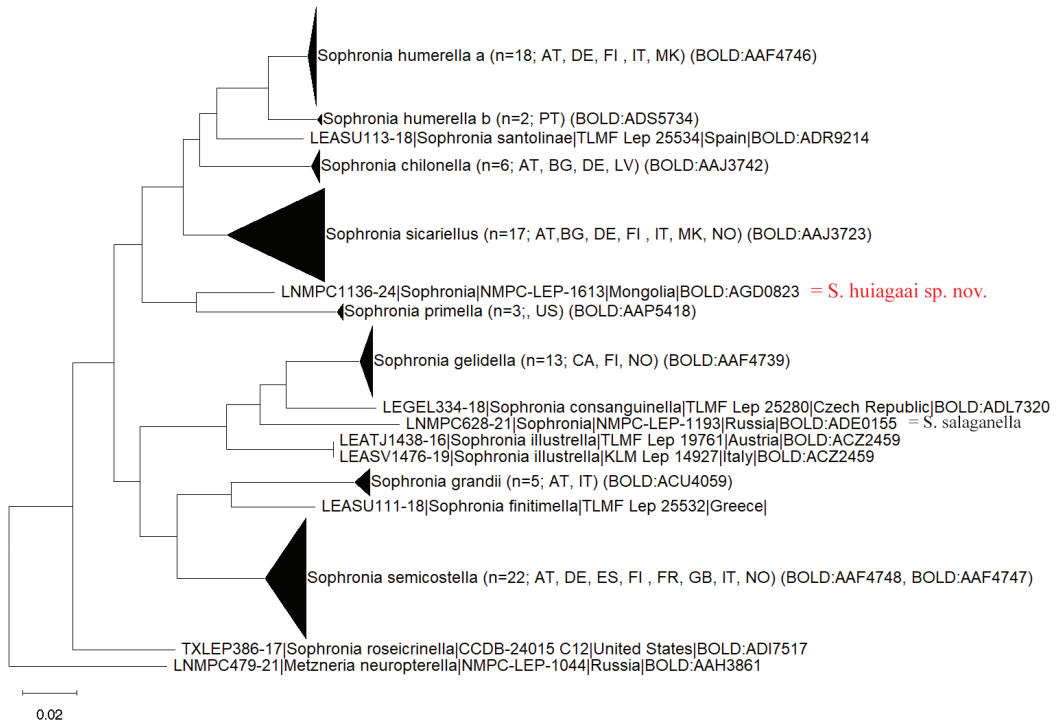 Sophronia humerella a (n=18; AT, DE, FI , IT, MK) (BOLD:AAF4746)
Sophronia humerella b (n=2; PT) (BOLD:ADS5734)
LEASU113-18|Sophronia santolinae|TLMF Lep 25534|Spain|BOLD:ADR9214
Sophronia chilonella (n=6; AT, BG, DE, LV) (BOLD:AAJ3742)
Sophronia sicariellus (n=17; AT,BG, DE, FI , IT, MK, NO) (BOLD:AAJ3723)
LNMPC1136-24|Sophronia|NMPC-LEP-1613|Mongolia|BOLD:AGD0823 = S. huiagaai sp. nov.
Sophronia primella (n=3;, US) (BOLD:AAP5418)
Sophronia gelidella (n=13; CA, FI, NO) (BOLD:AAF4739)
LEGEL334-18|Sophronia consanguinella|TLMF Lep 25280|Czech Republic|BOLD:ADL7320
LNMPC628-21|Sophronia|NMPC-LEP-1193|Russia|BOLD:ADE0155 = S. salaganella
LEATJ1438-16|Sophronia illustrella|TLMF Lep 19761|Austria|BOLD:ACZ2459
LEASV1476-19|Sophronia illustrella|KLM Lep 14927|Italy|BOLD:ACZ2459
Sophronia grandii (n=5; AT, IT) (BOLD:ACU4059)
LEASU111-18|Sophronia finitimella|TLMF Lep 25532|Greece|
Sophronia semicostella (n=22; AT, DE, ES, FI , FR, GB, IT, NO) (BOLD:AAF4748, BOLD:AAF4747)
TXLEP386-17|Sophronia roseicrinella|CCDB-24015 C12|United States|BOLD:ADI7517
LNMPC479-21|Metzneria neuropterella|NMPC-LEP-1044|Russia|BOLD:AAH3861
0.02